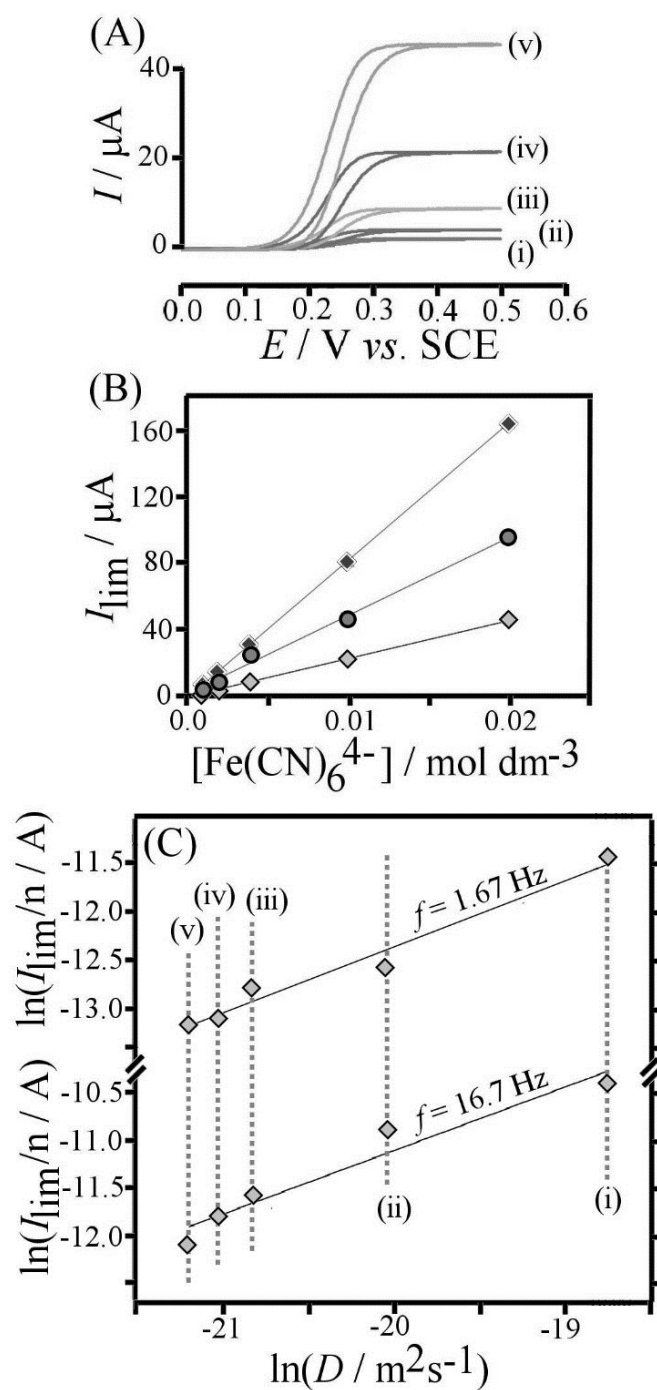 (A)
(v)
40
I / μA
(iv)
20
(iii)
(ii)
0
(i)
0.0 0.1 0.2 0.3 0.4 0.5 0.6
E / V vs. SCE
(B)
160
120
I_lim / μA
80
40
0
0.0 0.01 0.02
[Fe(CN)₆⁴⁻] / mol dm⁻³
(C)
-11.5
f = 1.67 Hz
(iv)
-12.0
(iii)
(v)
ln(I_lim/n / A)
-12.5
-13.0
-10.5
f = 16.7 Hz
-11.0
ln(I_lim/n / A)
-11.5
(ii)
(i)
-12.0
-21 -20 -19
ln(D / m²s⁻¹)